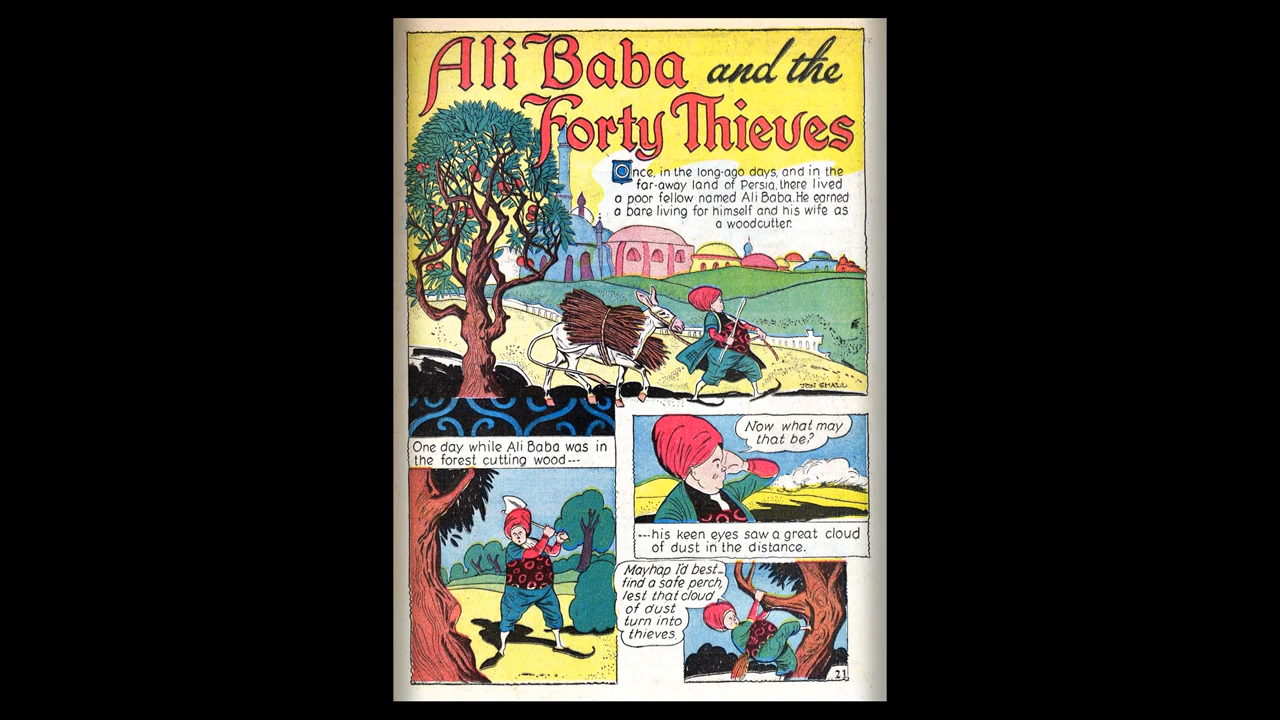 Ali Baba and the
Forty Thieves
Once, in the long-ago days, and in the
far-away land of Persia, there lived
a poor fellow named Ali Baba. He earned
a bare living for himself and his wife as
a woodcutter.
JON SMALL
One day while Ali Baba was in
the forest cutting wood---
Now what may
that be?
---his keen eyes saw a great cloud
of dust in the distance.
Mayhap I'd best
find a safe perch,
lest that cloud
of dust
turn into
thieves.
21